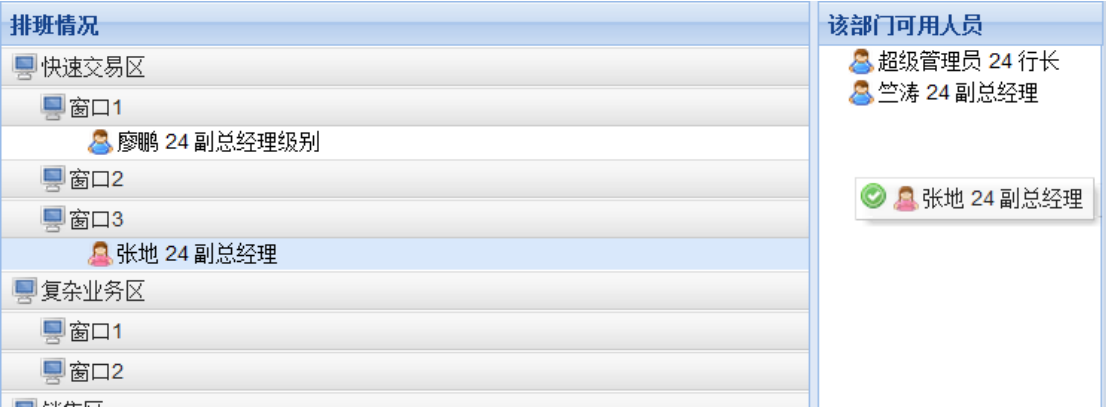 排班情况
快速交易区
窗口1
廖鹏 24 副总经理级别
窗口2
窗口3
张地 24 副总经理
复杂业务区
窗口1
窗口2
该部门可用人员
超级管理员 24 行长
竺涛 24 副总经理
张地 24 副总经理